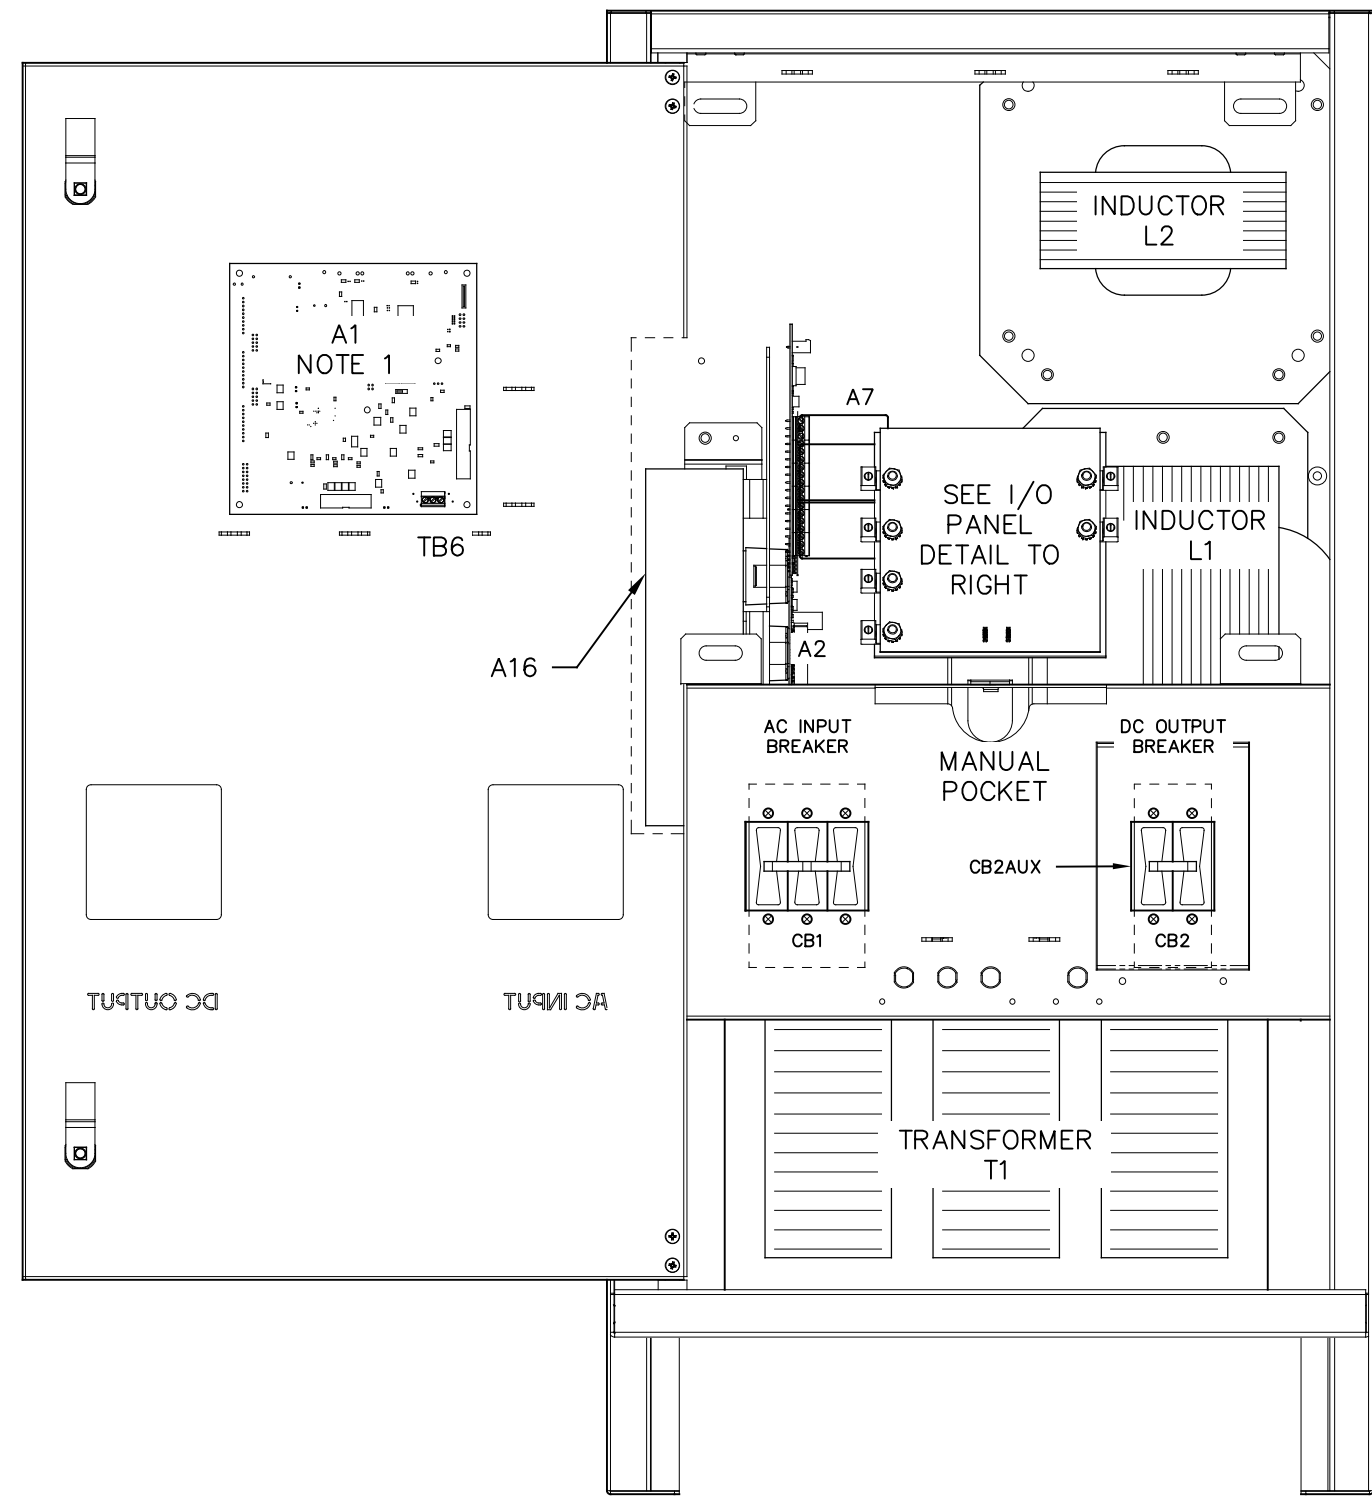 INDUCTOR
L2
A1
NOTE 1
A7
SEE I/O
PANEL
DETAIL TO
RIGHT
INDUCTOR
L1
TB6
A2
A16
AC INPUT
BREAKER
DC OUTPUT
BREAKER
MANUAL
POCKET
CB2AUX
CB1
CB2
DC OUTPUT
AC INPUT
TRANSFORMER
T1